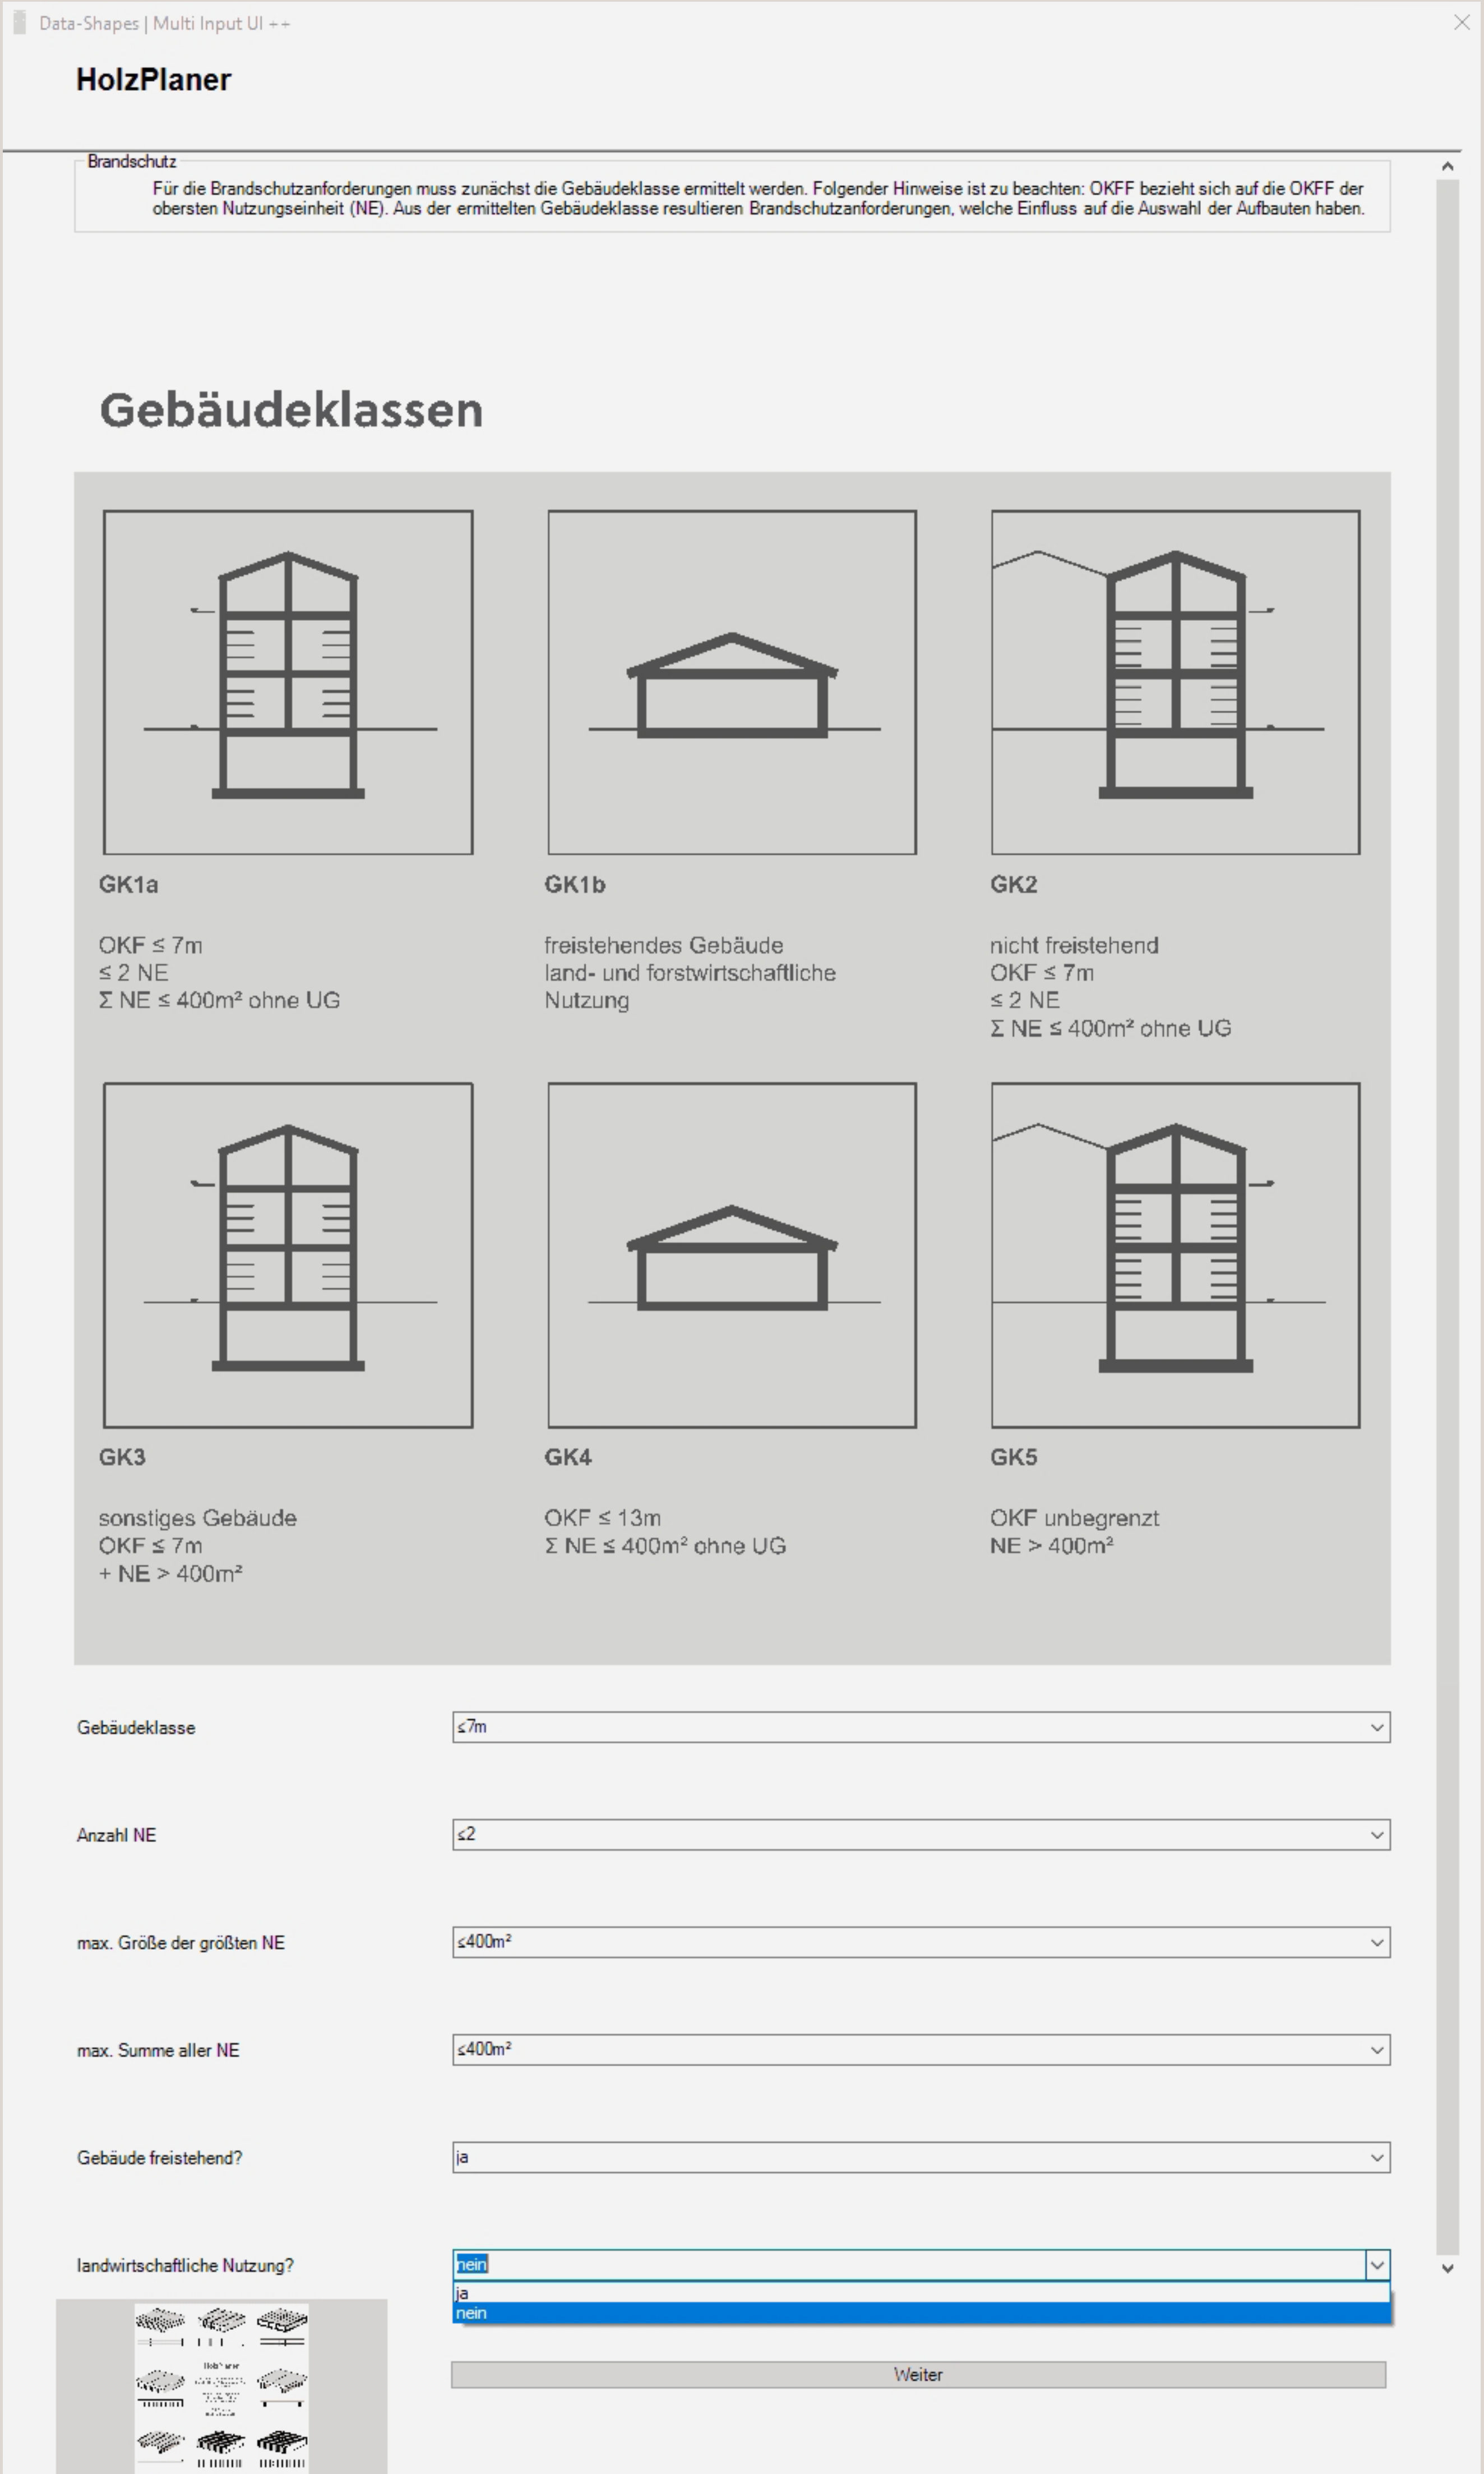 Data-Shapes | Multi Input UI ++
HolzPlaner
Brandschutz
Für die Brandschutzanforderungen muss zunächst die Gebäudeklasse ermittelt werden. Folgender Hinweise ist zu beachten: OKFF bezieht sich auf die OKFF der
obersten Nutzungseinheit (NE). Aus der ermittelten Gebäudeklasse resultieren Brandschutzanforderungen, welche Einfluss auf die Auswahl der Aufbauten haben.
Gebäudeklassen
GK1a
OKF ≤ 7m
≤ 2 NE
Σ NE ≤ 400m² ohne UG
GK1b
freistehendes Gebäude
land- und forstwirtschaftliche
Nutzung
GK2
nicht freistehend
OKF ≤ 7m
≤ 2 NE
Σ NE ≤ 400m² ohne UG
GK3
sonstiges Gebäude
OKF ≤ 7m
+ NE > 400m²
GK4
OKF ≤ 13m
Σ NE ≤ 400m² ohne UG
GK5
OKF unbegrenzt
NE > 400m²
Gebäudeklasse
≤7m
Anzahl NE
≤2
max. Größe der größten NE
≤400m²
max. Summe aller NE
≤400m²
Gebäude freistehend?
ja
landwirtschaftliche Nutzung?
nein
ja
nein
Weiter